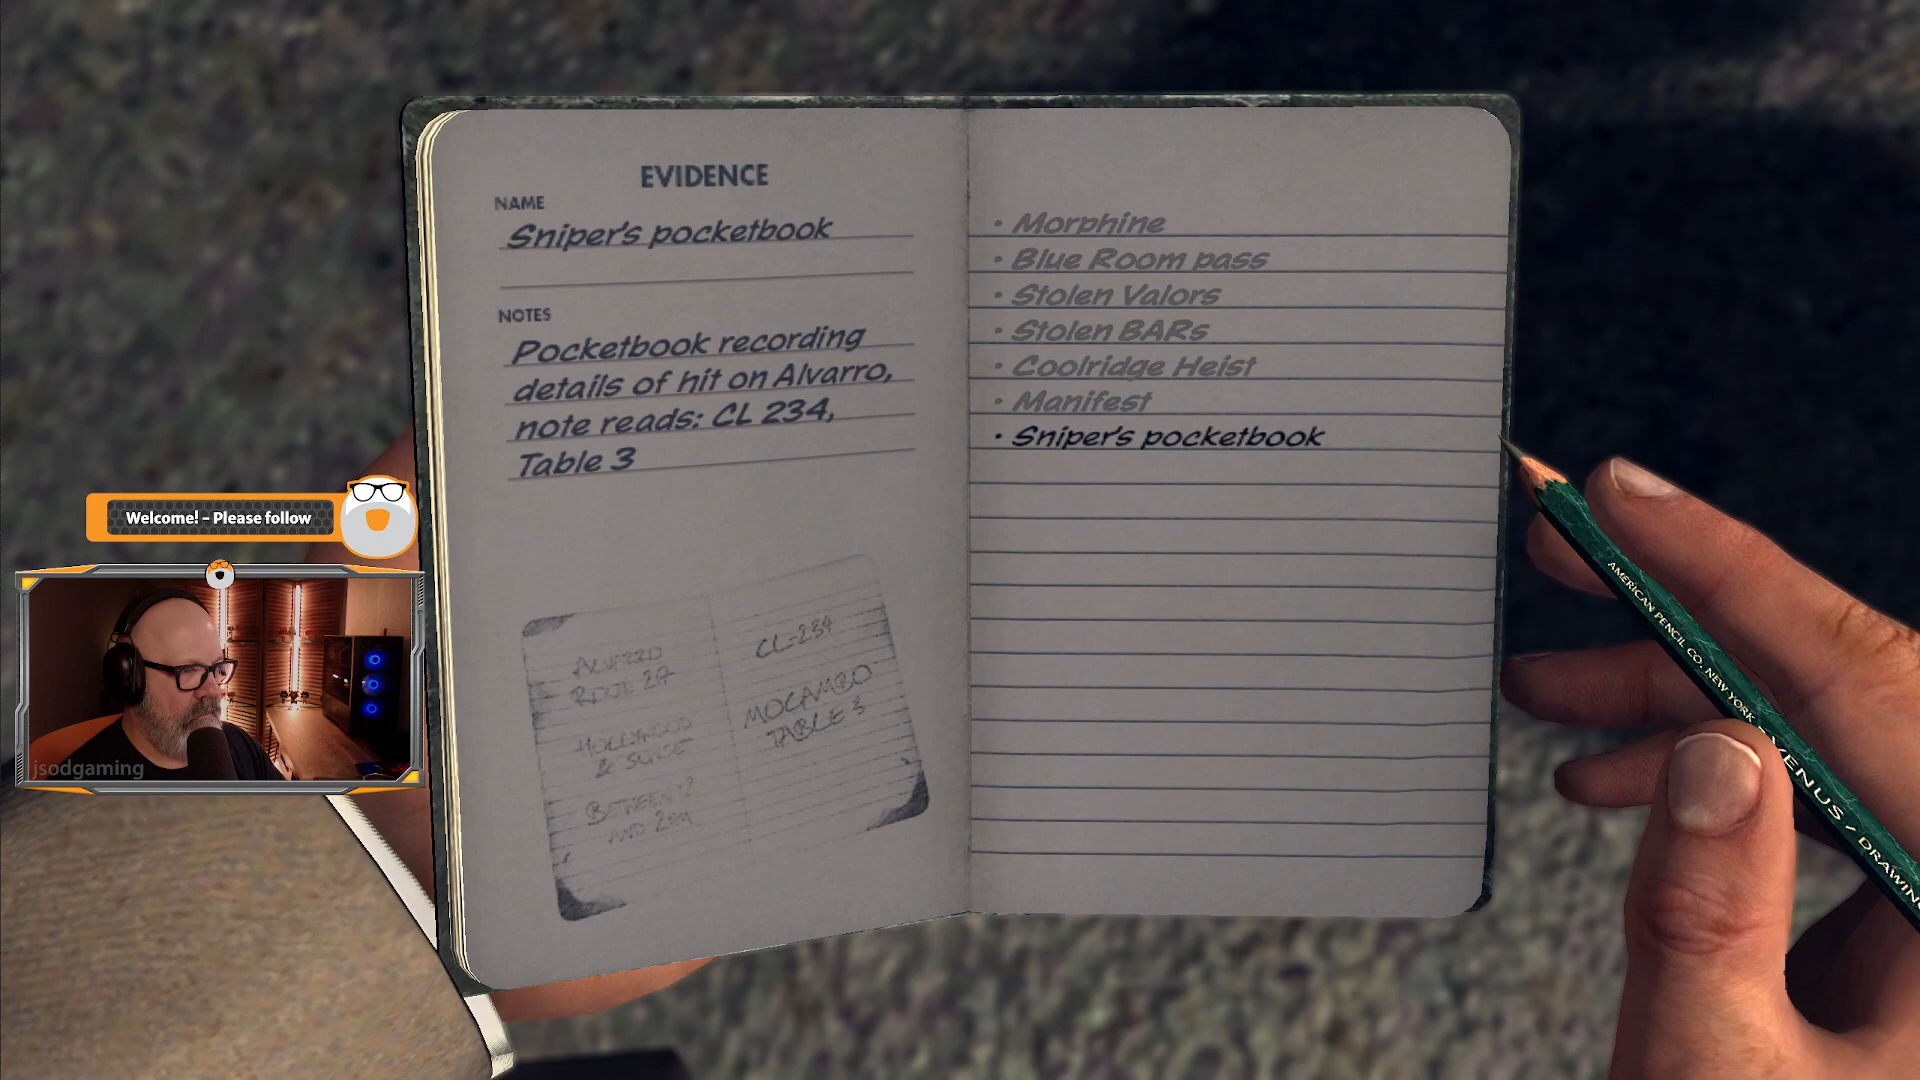 EVIDENCE
NAME
Sniper's pocketbook
NOTES
Pocketbook recording
details of hit on Alvarro,
note reads: CL 234,
Table 3
ALVARRO
ROUTE 27
HOLLYWOOD
& SUNSET
BETWEEN 12
AND 2AM
CL-234
MOCAMBO
TABLE 3
• Morphine
• Blue Room pass
• Stolen Valors
• Stolen BARs
• Coolridge Heist
• Manifest
• Sniper's pocketbook
Welcome! – Please follow
jsodgaming
AMERICAN PENCIL CO. NEW YORK VENUS / DRAWING